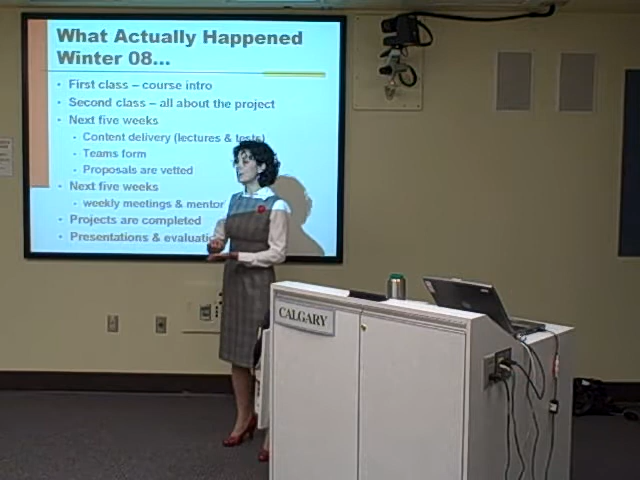 What Actually Happened
Winter 08...
First class – course intro
Second class – all about the project
Next five weeks
Content delivery (lectures & tests)
Teams form
Proposals are vetted
Next five weeks
weekly meetings & mentor
Projects are completed
Presentations &
CALGARY